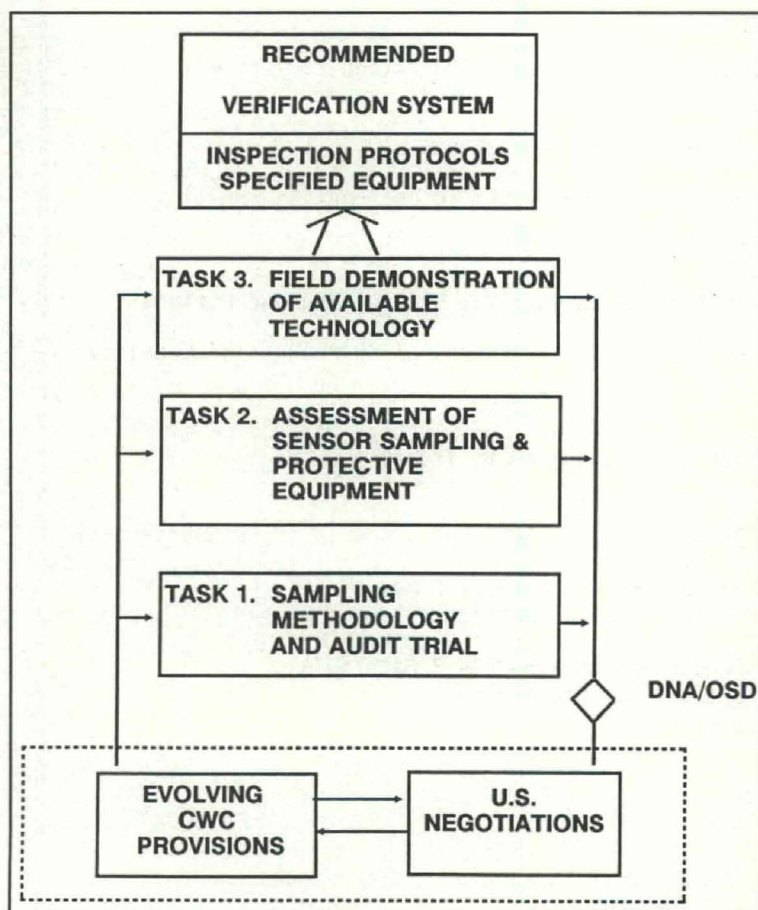 RECOMMENDED
VERIFICATION SYSTEM
INSPECTION PROTOCOLS
SPECIFIED EQUIPMENT
TASK 3. FIELD DEMONSTRATION
OF AVAILABLE
TECHNOLOGY
TASK 2. ASSESSMENT OF
SENSOR SAMPLING &
PROTECTIVE
EQUIPMENT
TASK 1. SAMPLING
METHODOLOGY
AND AUDIT TRIAL
DNA/OSD
EVOLVING
CWC
PROVISIONS
U.S.
NEGOTIATIONS